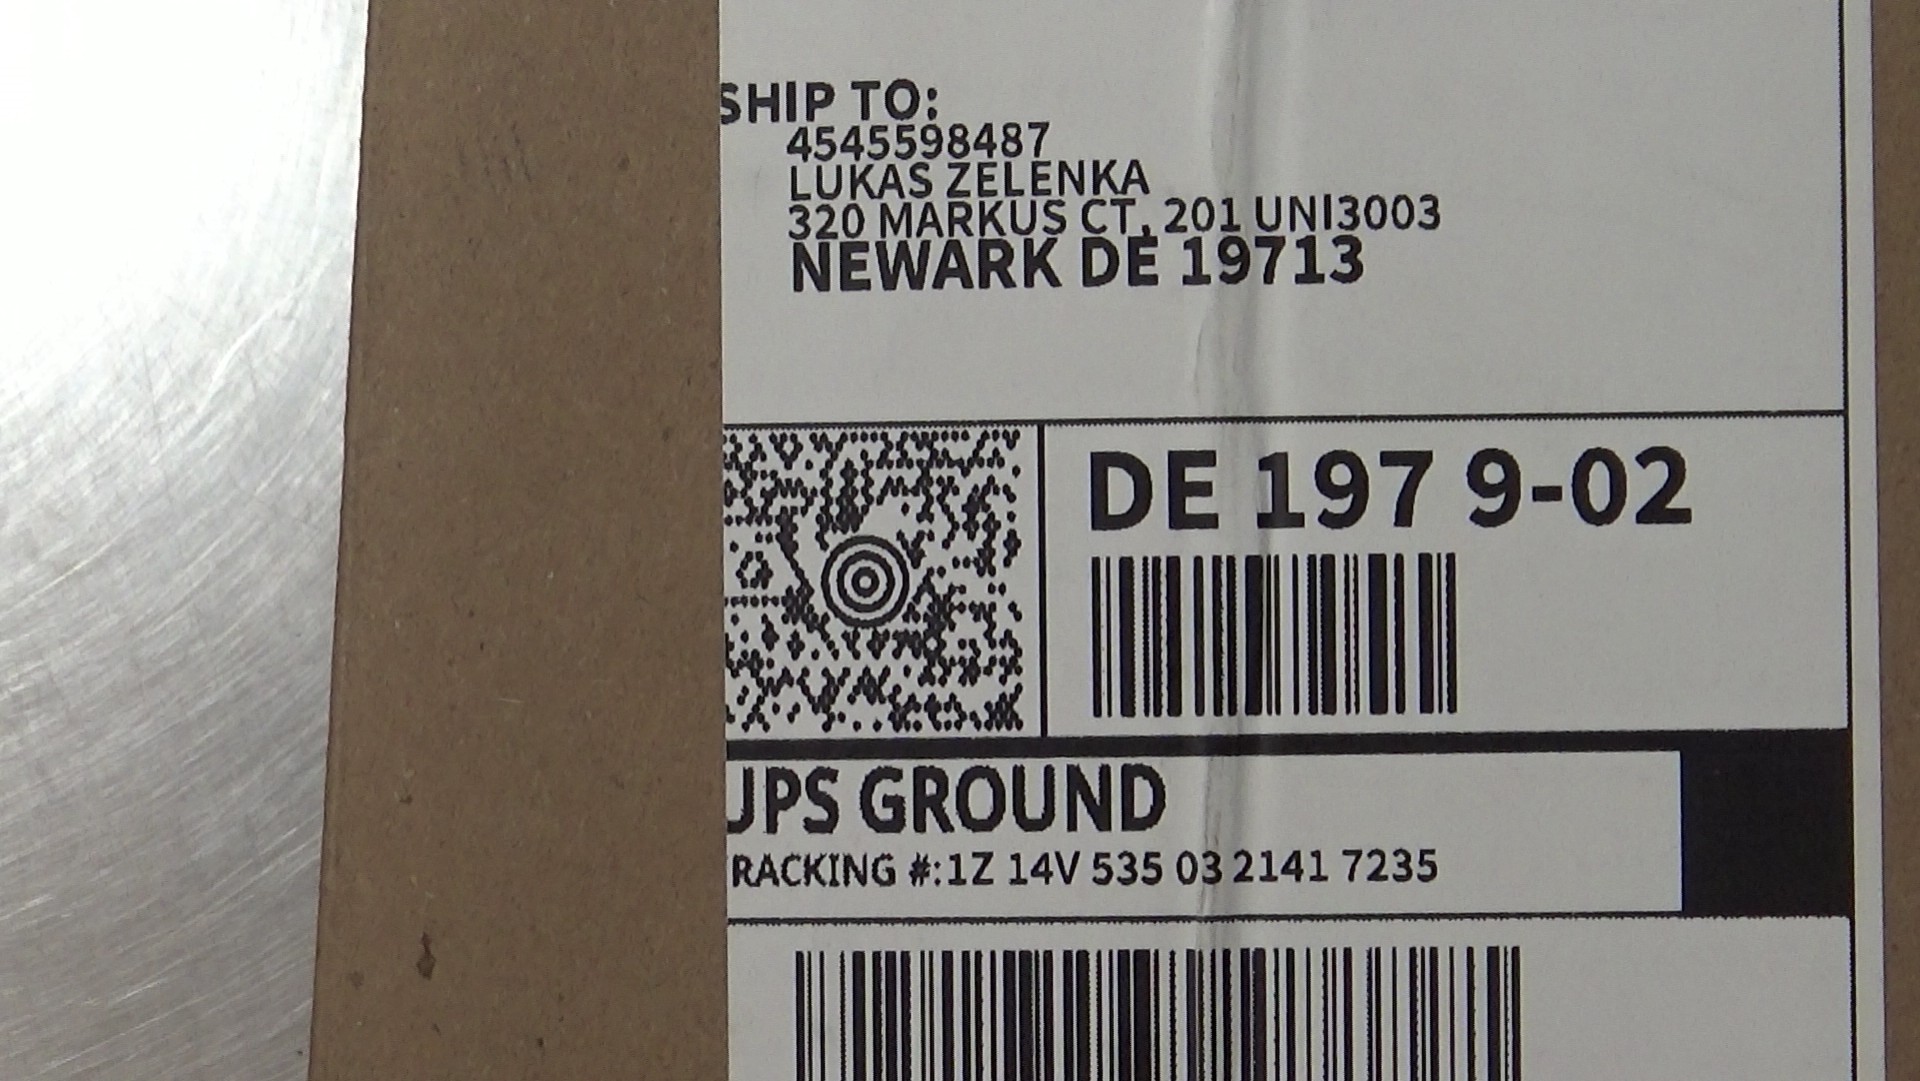 SHIP TO:
4545598487
LUKAS ZELENKA
320 MARKUS CT, 201 UNI3003
NEWARK DE 19713
DE 197 9-02
UPS GROUND
TRACKING #:1Z 14V 535 03 2141 7235